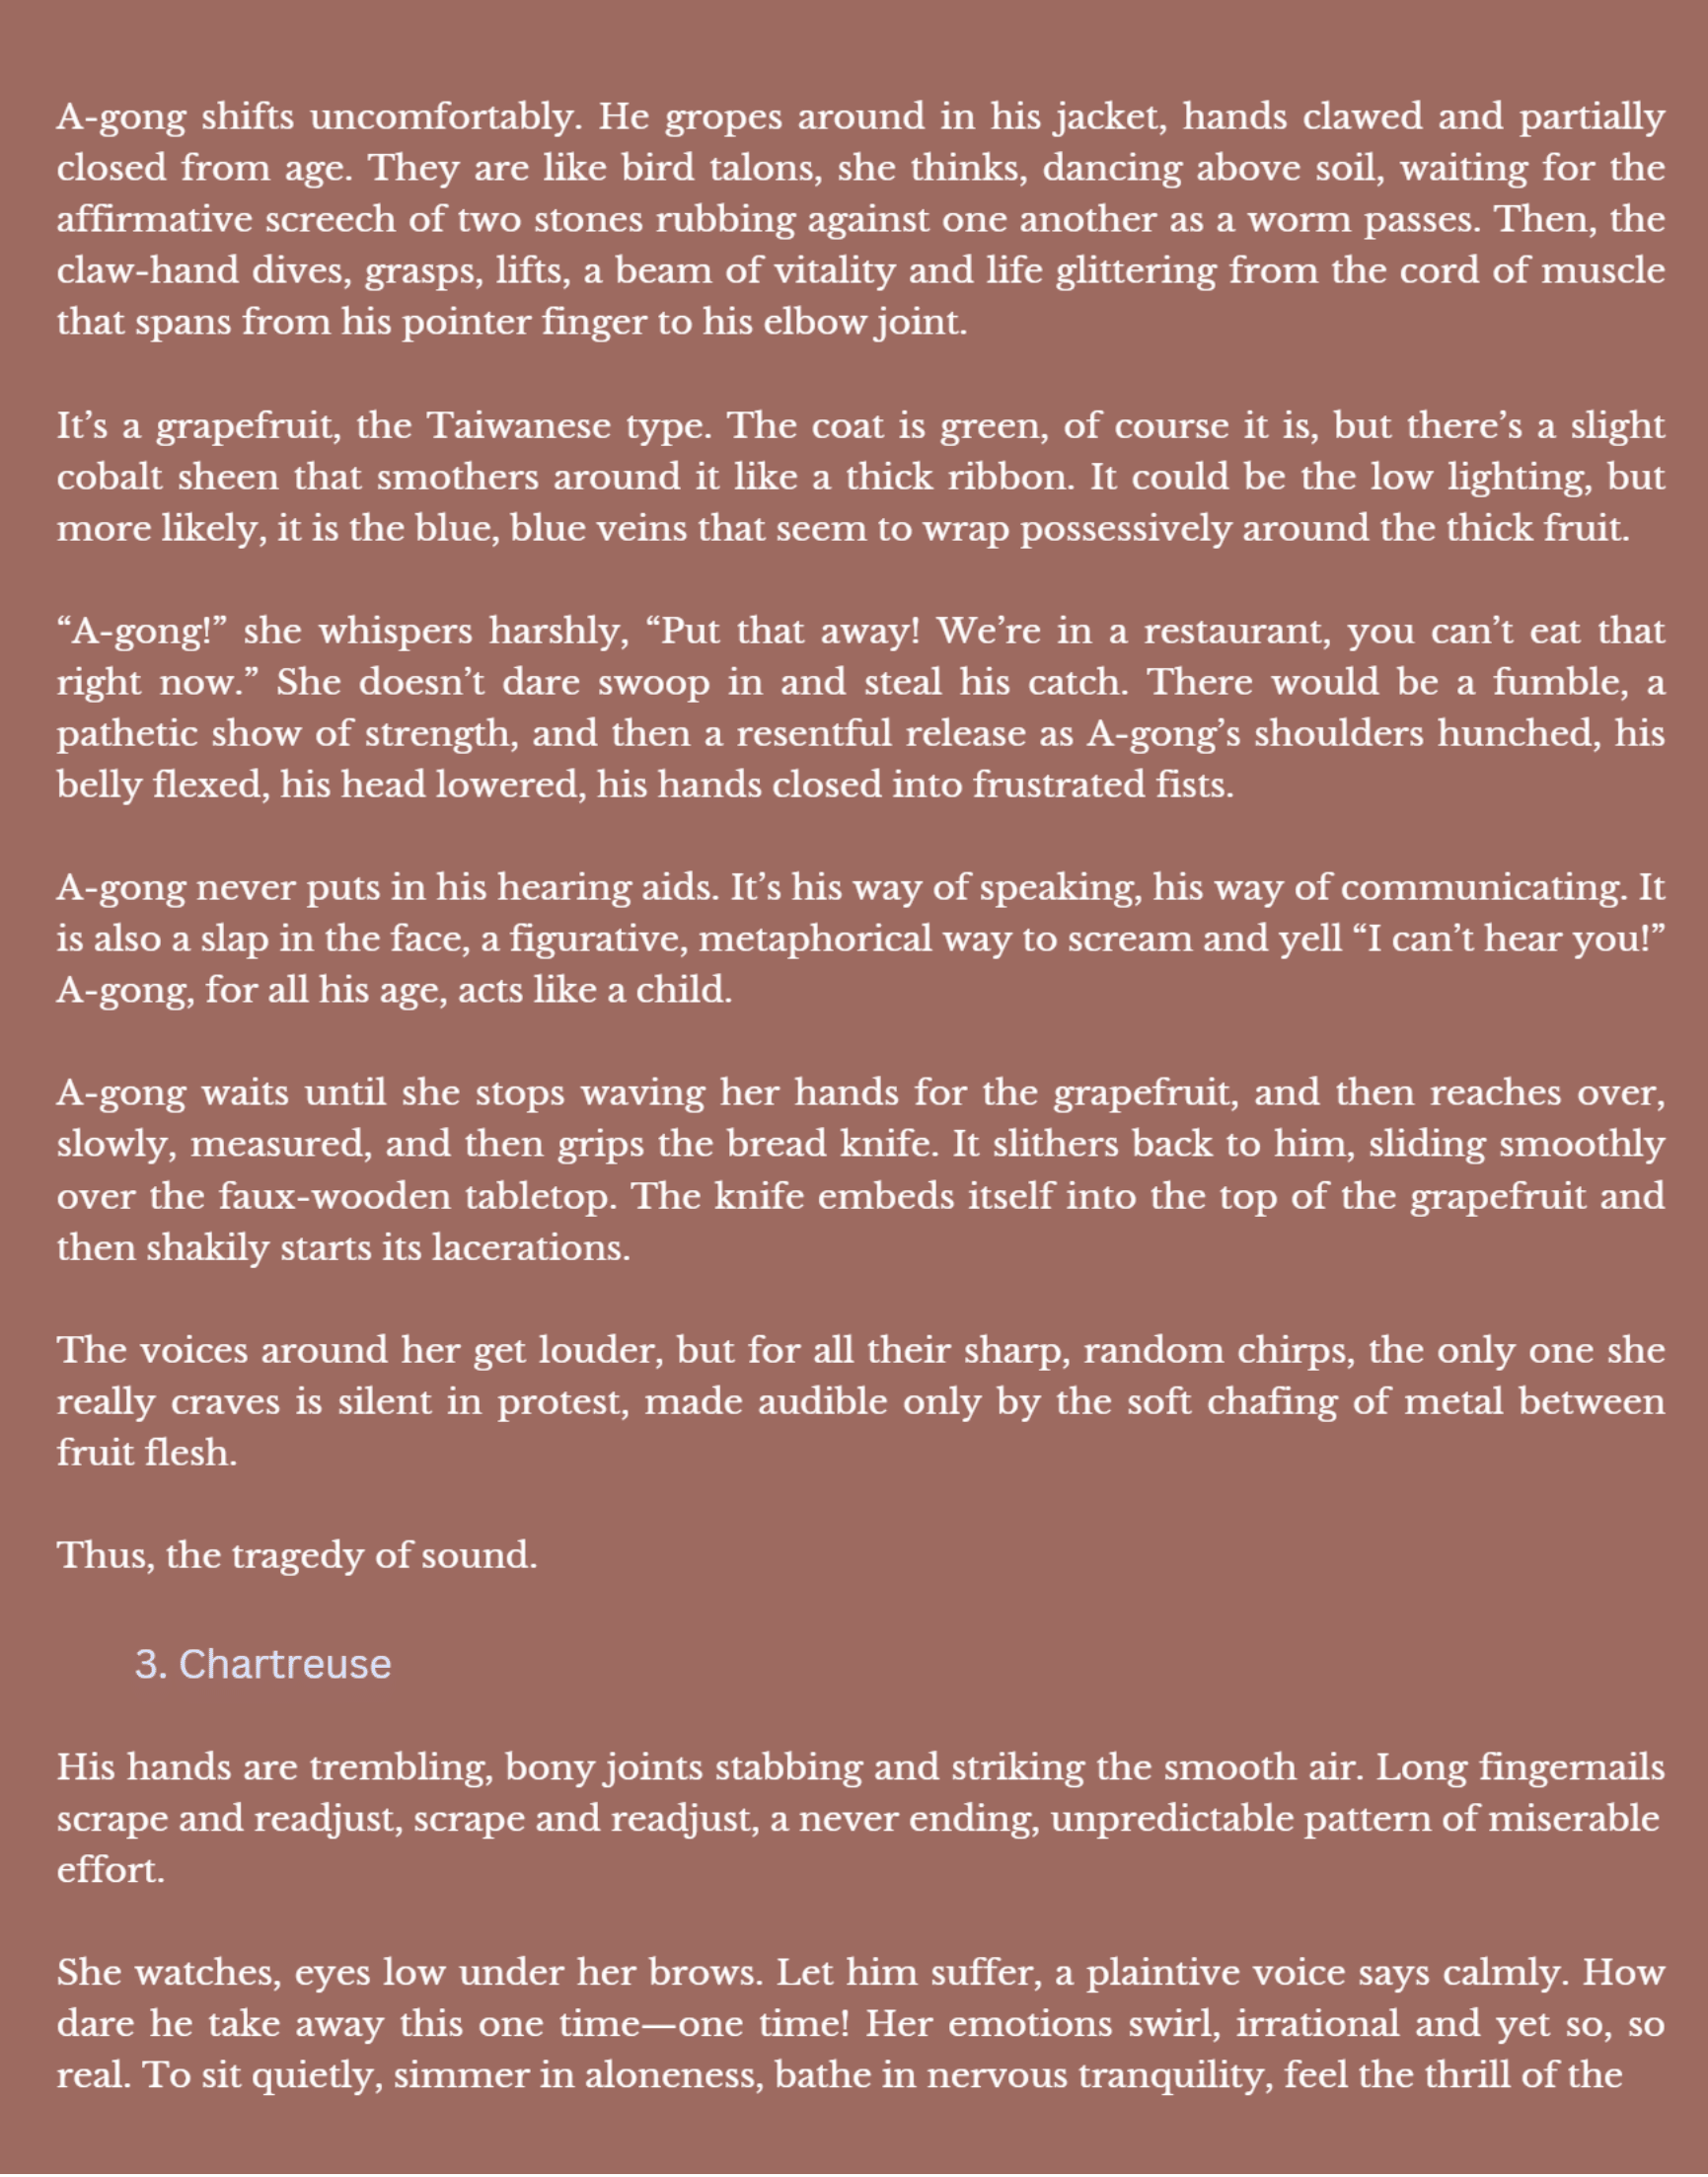 A-gong shifts uncomfortably. He gropes around in his jacket, hands clawed and partially
closed from age. They are like bird talons, she thinks, dancing above soil, waiting for the
affirmative screech of two stones rubbing against one another as a worm passes. Then, the
claw-hand dives, grasps, lifts, a beam of vitality and life glittering from the cord of muscle
that spans from his pointer finger to his elbow joint.
It’s a grapefruit, the Taiwanese type. The coat is green, of course it is, but there’s a slight
cobalt sheen that smothers around it like a thick ribbon. It could be the low lighting, but
more likely, it is the blue, blue veins that seem to wrap possessively around the thick fruit.
“A-gong!” she whispers harshly, “Put that away! We’re in a restaurant, you can’t eat that
right now.” She doesn’t dare swoop in and steal his catch. There would be a fumble, a
pathetic show of strength, and then a resentful release as A-gong’s shoulders hunched, his
belly flexed, his head lowered, his hands closed into frustrated fists.
A-gong never puts in his hearing aids. It’s his way of speaking, his way of communicating. It
is also a slap in the face, a figurative, metaphorical way to scream and yell “I can’t hear you!”
A-gong, for all his age, acts like a child.
A-gong waits until she stops waving her hands for the grapefruit, and then reaches over,
slowly, measured, and then grips the bread knife. It slithers back to him, sliding smoothly
over the faux-wooden tabletop. The knife embeds itself into the top of the grapefruit and
then shakily starts its lacerations.
The voices around her get louder, but for all their sharp, random chirps, the only one she
really craves is silent in protest, made audible only by the soft chafing of metal between
fruit flesh.
Thus, the tragedy of sound.
3. Chartreuse
His hands are trembling, bony joints stabbing and striking the smooth air. Long fingernails
scrape and readjust, scrape and readjust, a never ending, unpredictable pattern of miserable
effort.
She watches, eyes low under her brows. Let him suffer, a plaintive voice says calmly. How
dare he take away this one time—one time! Her emotions swirl, irrational and yet so, so
real. To sit quietly, simmer in aloneness, bathe in nervous tranquility, feel the thrill of the